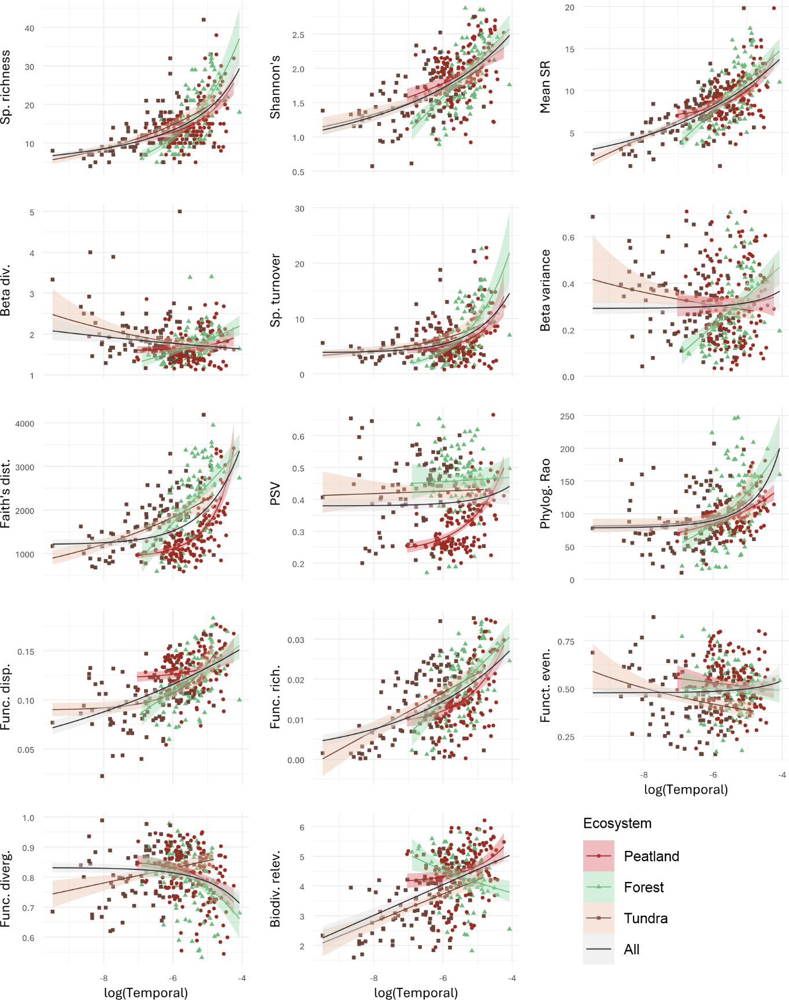 Sp. richness
40
30
20
10
Shannon's
2.5
2.0
1.5
1.0
0.5
Mean SR
20
15
10
5
Beta div.
5
4
3
2
1
Sp. turnover
30
20
10
0
Beta variance
0.6
0.4
0.2
0.0
Faith's dist.
4000
3000
2000
1000
PSV
0.6
0.5
0.4
0.3
0.2
Phylog. Rao
250
200
150
100
50
0
Func. disp.
0.15
0.10
0.05
Func. rich.
0.03
0.02
0.01
0.00
Funct. even.
0.75
0.50
0.25
-8 -6 -4
log(Temporal)
Func. diverg.
1.0
0.9
0.8
0.7
0.6
-8 -6 -4
log(Temporal)
Biodiv. relev.
6
5
4
3
2
-8 -6 -4
log(Temporal)
Ecosystem
Peatland
Forest
Tundra
All